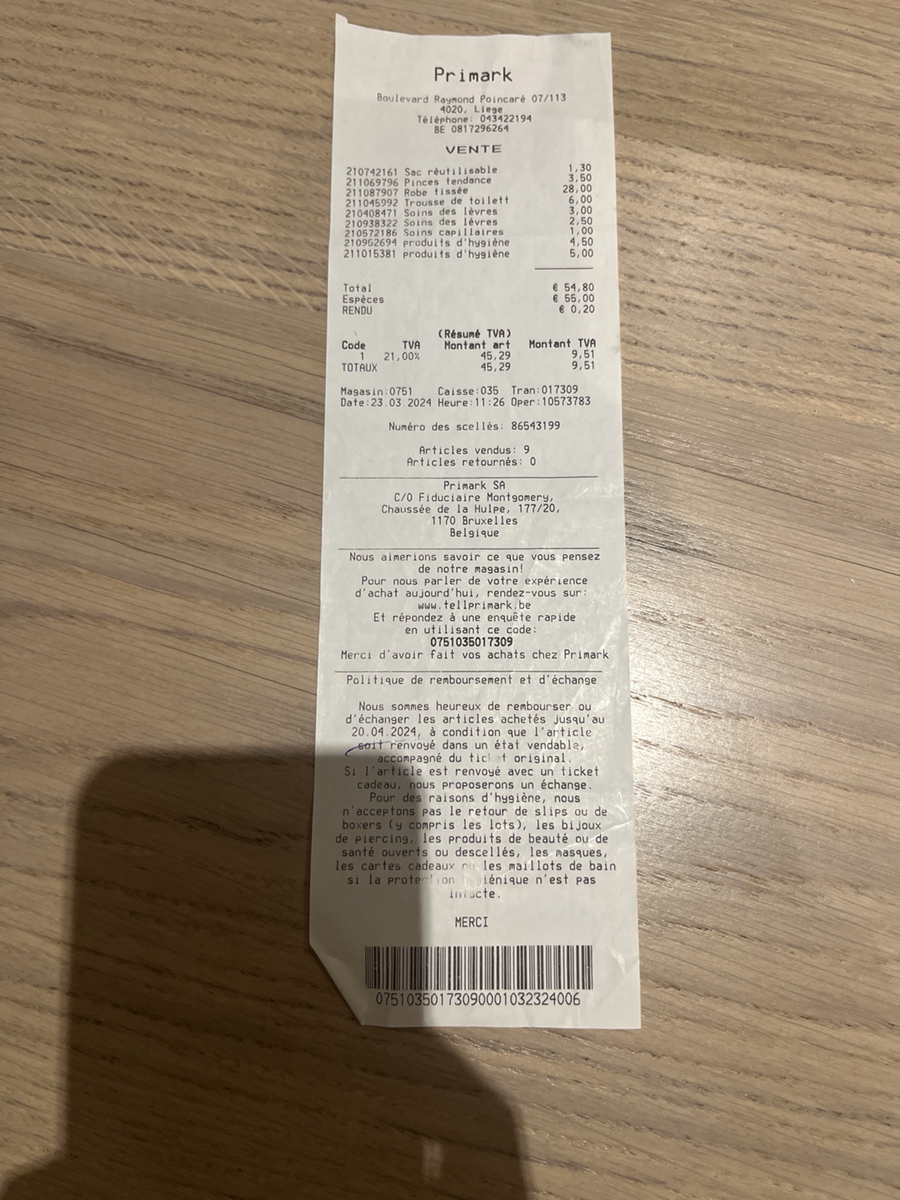 Primark
Boulevard Raymond Poincaré 07/113
4020, Liege
Téléphone: 043422194
BE 0817296264
VENTE
210742161 Sac réutilisable 1,30
211069796 Pinces tendance 3,50
211087907 Robe tissée 28,00
211045992 Trousse de toilett 6,00
210408471 Soins des lèvres 3,00
210938322 Soins des lèvres 2,50
210572186 Soins capillaires 1,00
210962694 produits d'hygiène 4,50
211015381 produits d'hygiène 5,00
Total € 54,80
Espèces € 55,00
RENDU € 0,20
(Résumé TVA)
Code TVA Montant art Montant TVA
1 21,00% 45,29 9,51
TOTAUX 45,29 9,51
Magasin:0751 Caisse:035 Tran:017309
Date:23.03.2024 Heure:11:26 Oper:10573783
Numéro des scellés: 86543199
Articles vendus: 9
Articles retournés: 0
Primark SA
C/O Fiduciaire Montgomery,
Chaussée de la Hulpe, 177/20,
1170 Bruxelles
Belgique
Nous aimerions savoir ce que vous pensez
de notre magasin!
Pour nous parler de votre expérience
d'achat aujourd'hui, rendez-vous sur:
www.tellprimark.be
Et répondez à une enquête rapide
en utilisant ce code:
0751035017309
Merci d'avoir fait vos achats chez Primark
Politique de remboursement et d'échange
Nous sommes heureux de rembourser ou
d'échanger les articles achetés jusqu'au
20.04.2024, à condition que l'article
soit renvoyé dans un état vendable,
accompagné du ticket original.
Si l'article est renvoyé avec un ticket
cadeau, nous proposerons un échange.
Pour des raisons d'hygiène, nous
n'acceptons pas le retour de slips ou de
boxers (y compris les lots), les bijoux
de piercing, les produits de beauté ou de
santé ouverts ou descellés, les masques,
les cartes cadeaux ou les maillots de bain
si la protection hygiénique n'est pas
intacte.
MERCI
07510350173090001032324006